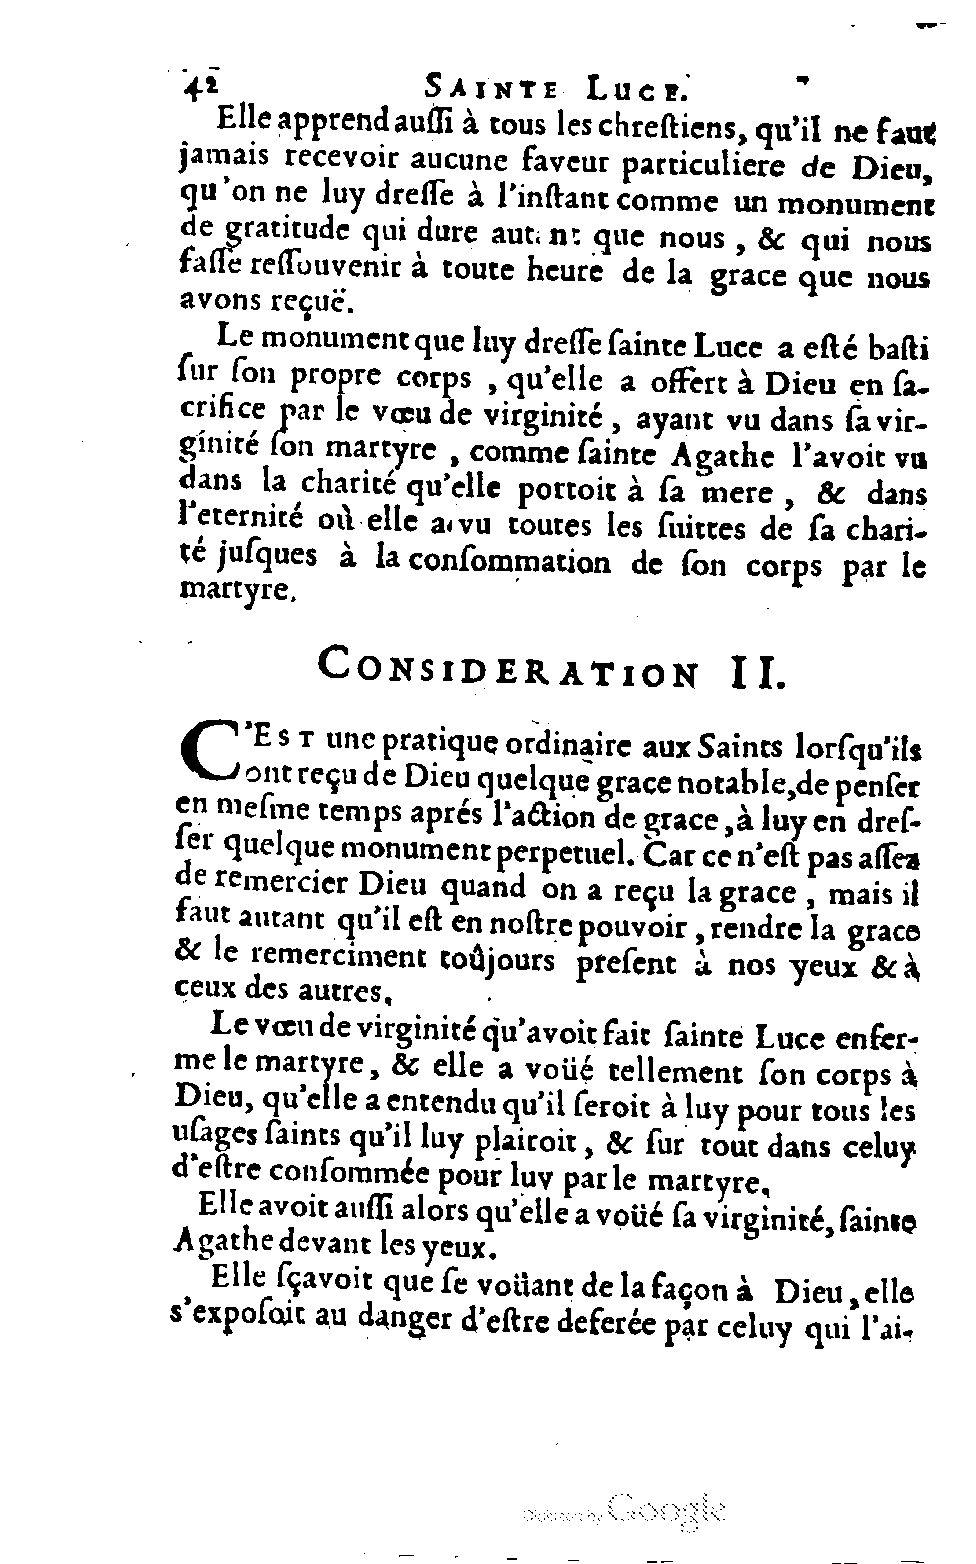 42 SAINTE LUCE.
Elle apprend auſſi à tous les chreſtiens, qu'il ne faut
jamais recevoir aucune faveur particuliere de Dieu,
qu'on ne luy dreſſe à l'inſtant comme un monument
de gratitude qui dure autant que nous, & qui nous
faſſe reſſouvenir à toute heure de la grace que nous
avons reçuë.
Le monument que luy dreſſe ſainte Luce a eſté baſti
ſur ſon propre corps, qu'elle a offert à Dieu en ſa-
crifice par le vœu de virginité, ayant vu dans ſa vir-
ginité ſon martyre, comme ſainte Agathe l'avoit vu
dans la charité qu'elle portoit à ſa mere, & dans
l'eternité où elle a vu toutes les ſuittes de ſa chari-
té juſques à la conſommation de ſon corps par le
martyre.
CONSIDERATION II.
C'EST une pratique ordinaire aux Saints lorſqu'ils
ont reçu de Dieu quelque grace notable, de penſer
en meſme temps aprés l'action de grace, à luy en dreſ-
ſer quelque monument perpetuel. Car ce n'eſt pas aſſez
de remercier Dieu quand on a reçu la grace, mais il
faut autant qu'il eſt en noſtre pouvoir, rendre la grace
& le remerciment toûjours preſent à nos yeux & à
ceux des autres.
Le vœu de virginité qu'avoit fait ſainte Luce enfer-
me le martyre, & elle a voüé tellement ſon corps à
Dieu, qu'elle a entendu qu'il ſeroit à luy pour tous les
uſages ſaints qu'il luy plairoit, & ſur tout dans celuy
d'eſtre conſommée pour luy par le martyre.
Elle avoit auſſi alors qu'elle a voüé ſa virginité, ſainte
Agathe devant les yeux.
Elle ſçavoit que ſe voüant de la façon à Dieu, elle
s'expoſoit au danger d'eſtre deferée par celuy qui l'ai-
Digitized by Google